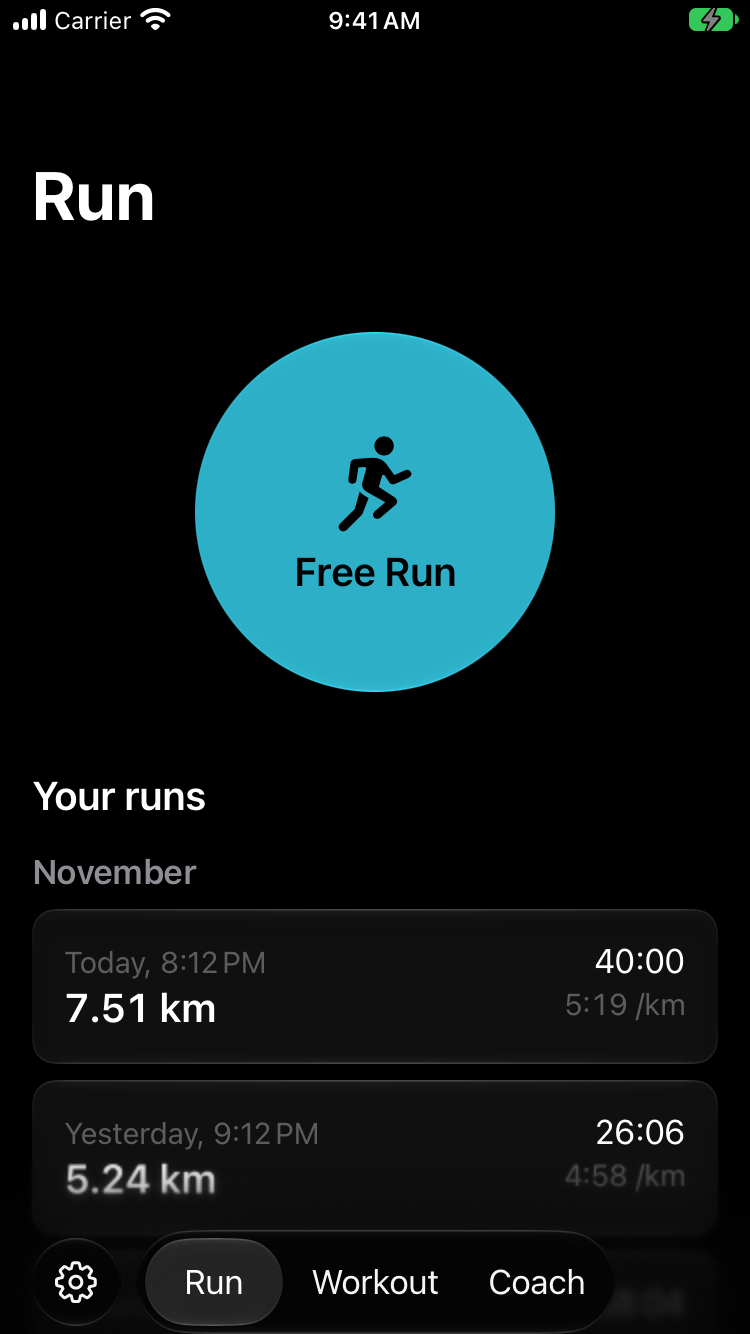 Carrier 9:41 AM
Run
Free Run
Your runs
November
Today, 8:12 PM 40:00
7.51 km 5:19 /km
Yesterday, 9:12 PM 26:06
5.24 km 4:58 /km
Run Workout Coach